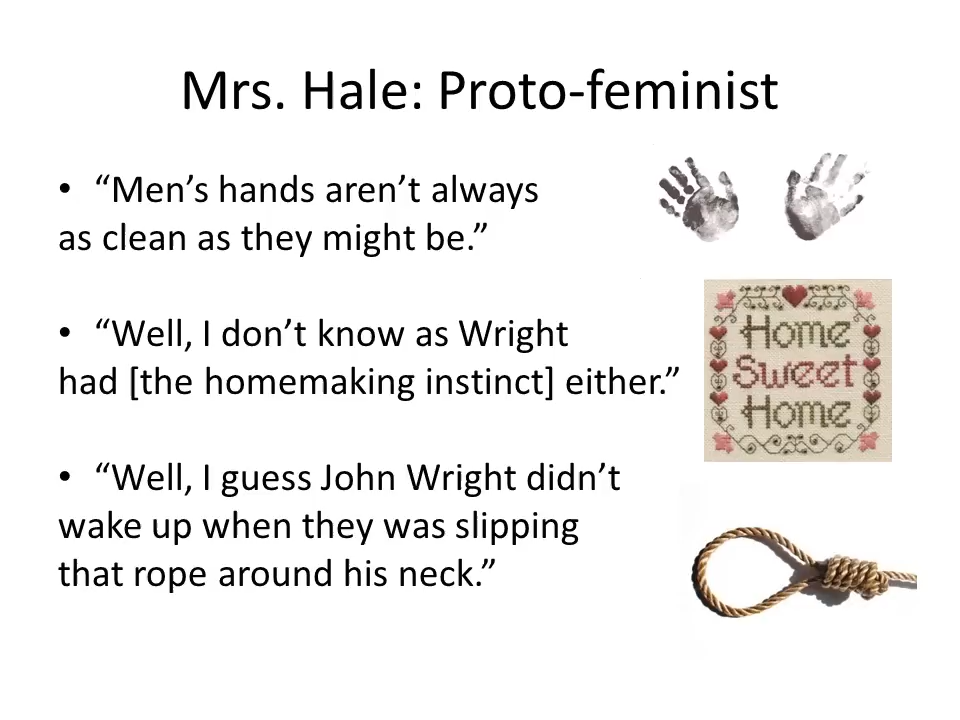 Mrs. Hale: Proto-feminist
• “Men’s hands aren’t always
as clean as they might be.”
• “Well, I don’t know as Wright
had [the homemaking instinct] either.”
• “Well, I guess John Wright didn’t
wake up when they was slipping
that rope around his neck.”
Home
Sweet
Home